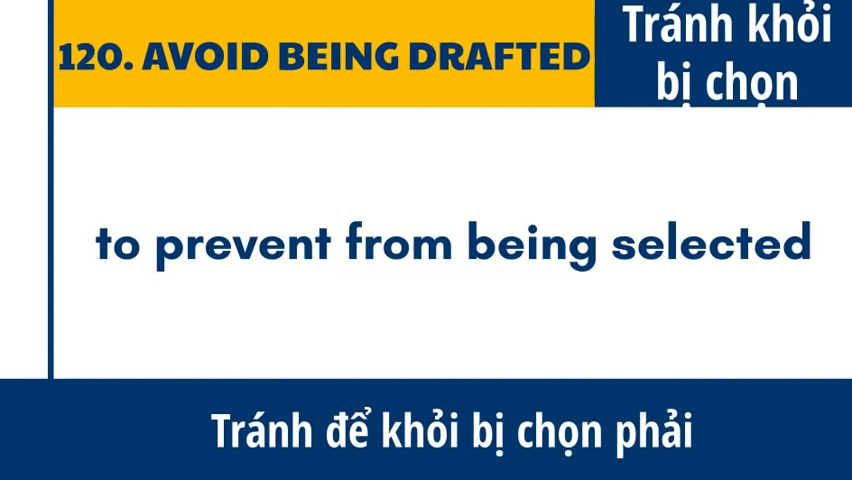 120. AVOID BEING DRAFTED
Tránh khỏi
bị chọn
to prevent from being selected
Tránh để khỏi bị chọn phải